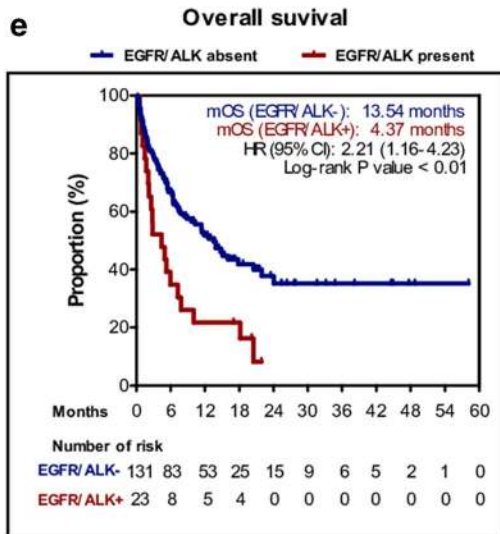 e
Overall suvival
EGFR/ALK absent EGFR/ALK present
mOS (EGFR/ALK-): 13.54 months
mOS (EGFR/ALK+): 4.37 months
HR (95% CI): 2.21 (1.16-4.23)
Log-rank P value < 0.01
100
80
60
40
20
0
Proportion (%)
Months 0 6 12 18 24 30 36 42 48 54 60
Number of risk
EGFR/ALK- 131 83 53 25 15 9 6 5 2 1 0
EGFR/ALK+ 23 8 5 4 0 0 0 0 0 0 0